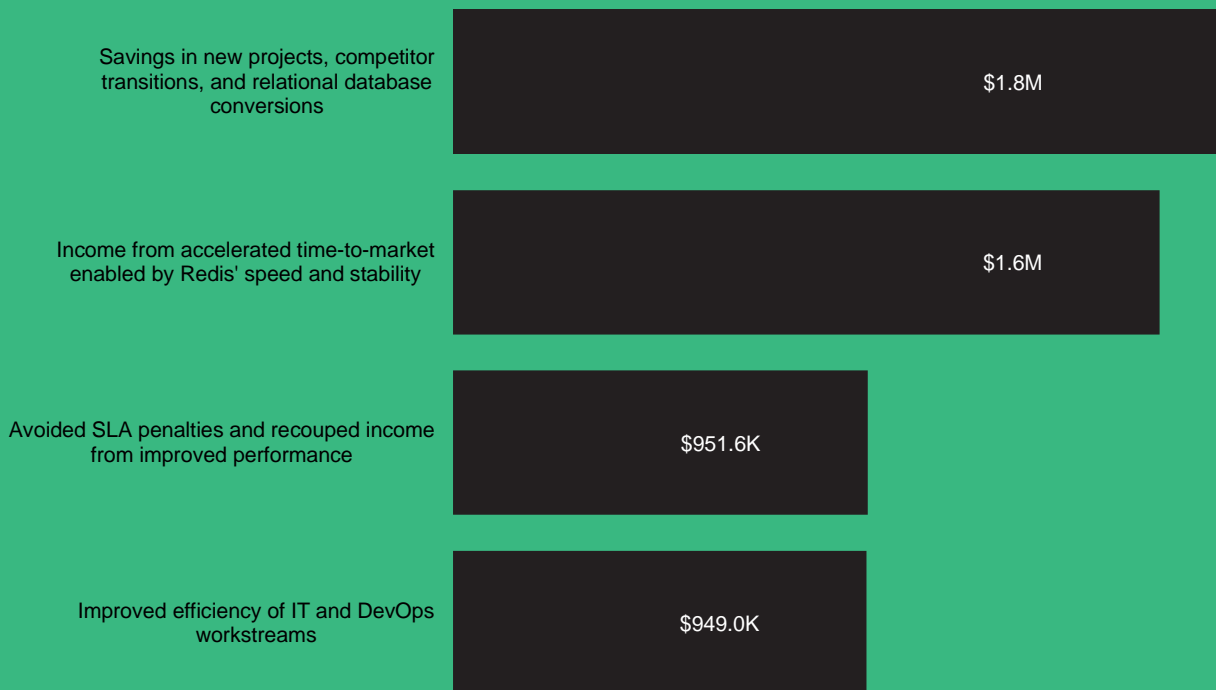 Savings in new projects, competitor
transitions, and relational database
conversions
$1.8M
Income from accelerated time-to-market
enabled by Redis' speed and stability
$1.6M
Avoided SLA penalties and recouped income
from improved performance
$951.6K
Improved efficiency of IT and DevOps
workstreams
$949.0K